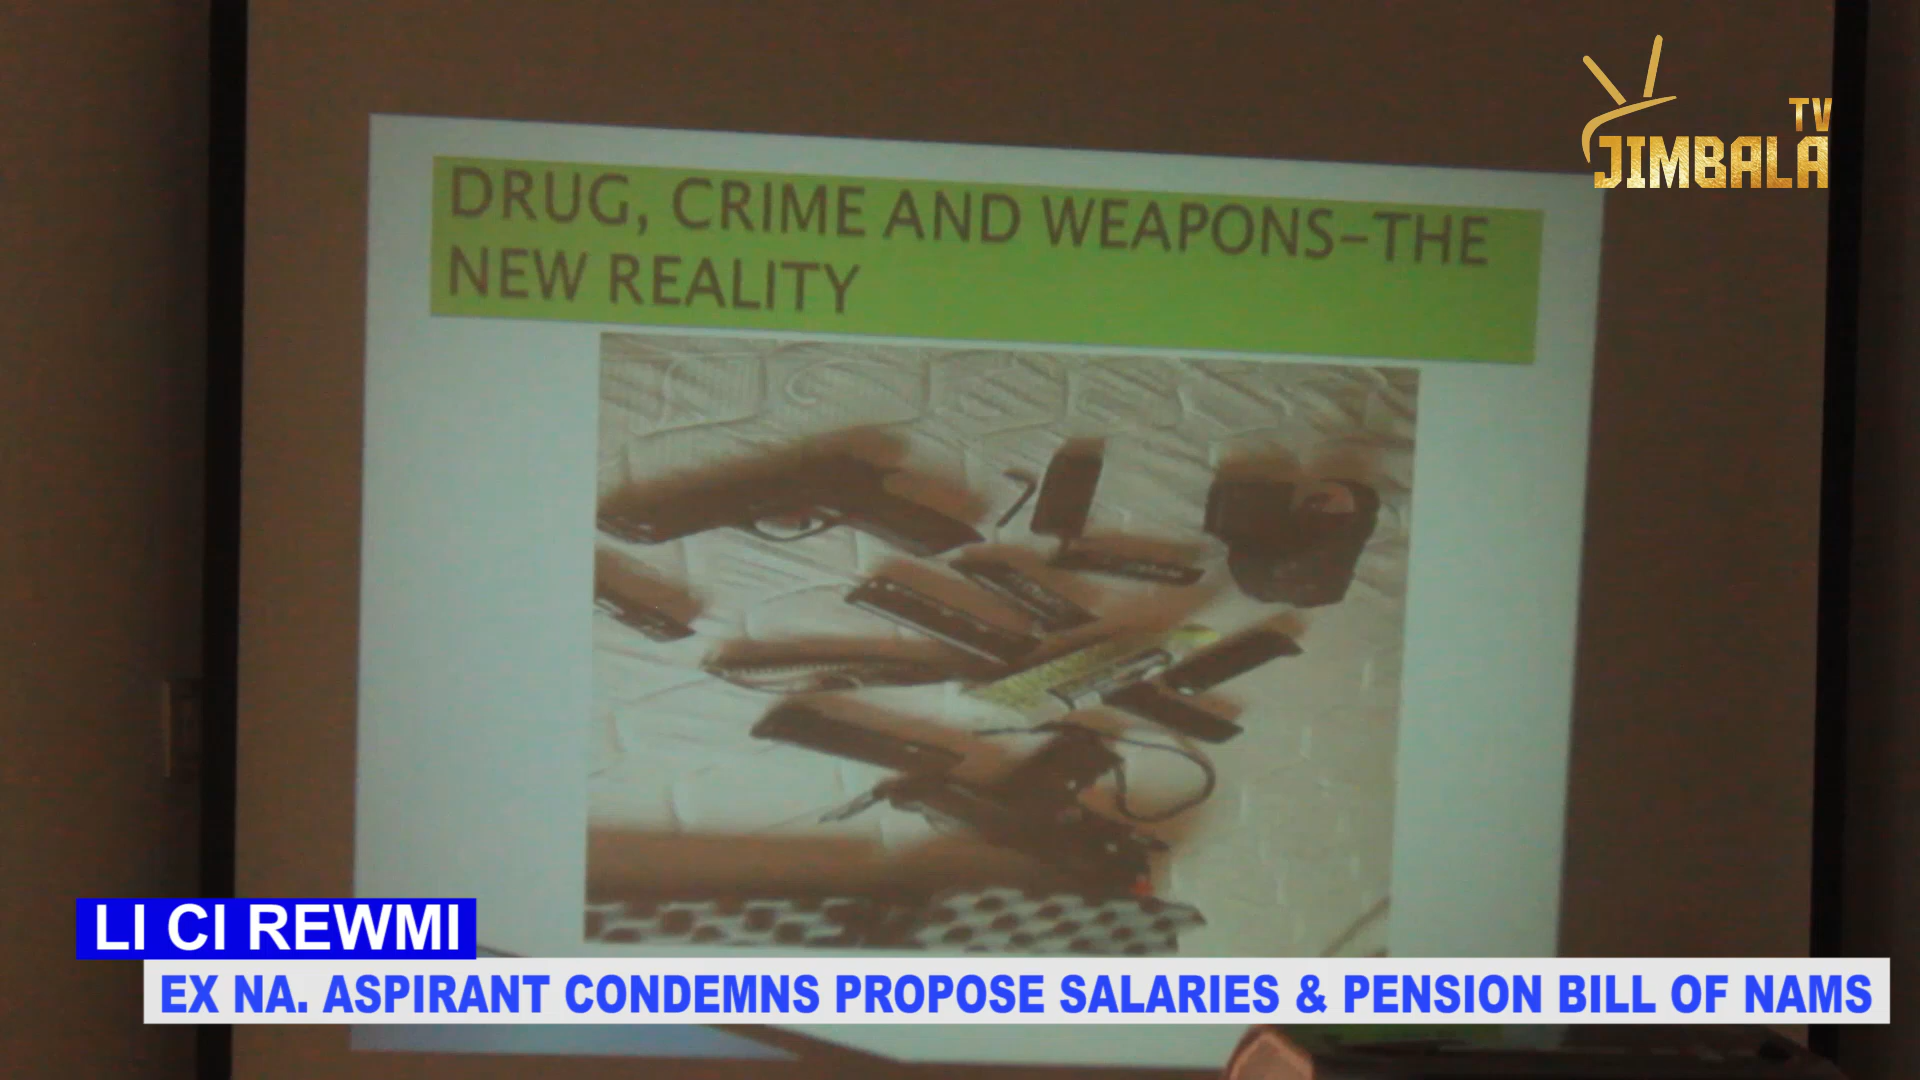 TV
JIMBALA
DRUG, CRIME AND WEAPONS-THE
NEW REALITY
LI CI REWMI
EX NA. ASPIRANT CONDEMNS PROPOSE SALARIES & PENSION BILL OF NAMS